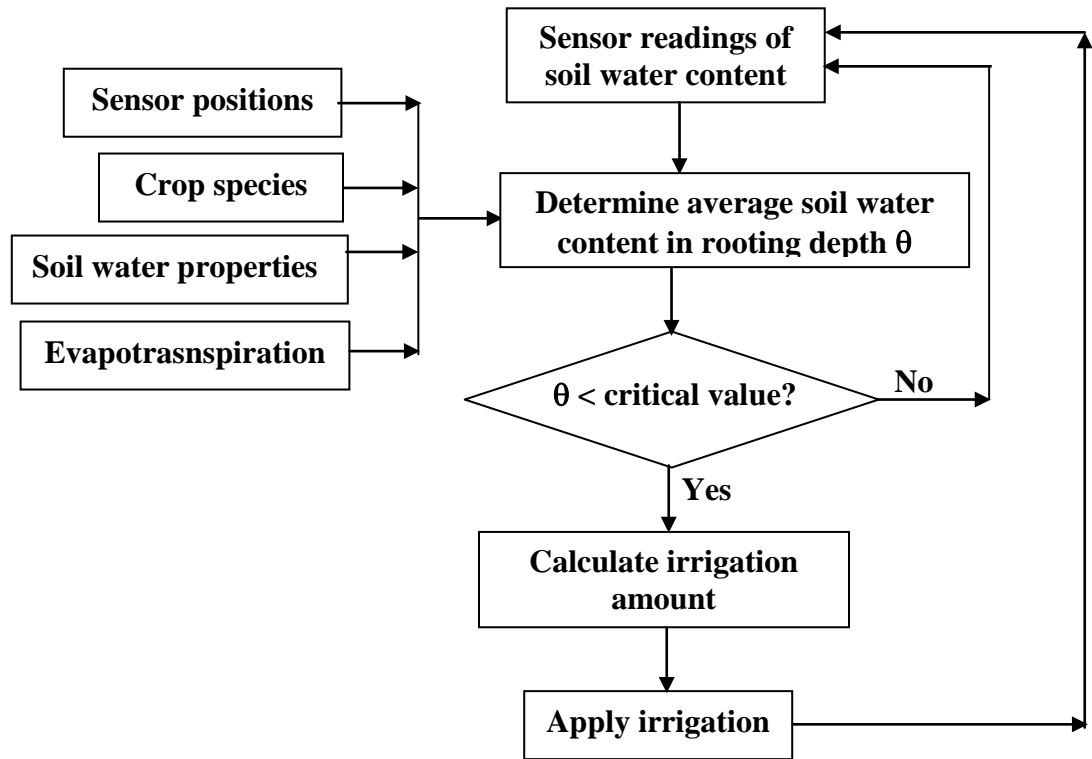 Sensor readings of
soil water content
Sensor positions
Crop species
Soil water properties
Evapotrasnspiration
Determine average soil water
content in rooting depth θ
θ < critical value?
No
Yes
Calculate irrigation
amount
Apply irrigation